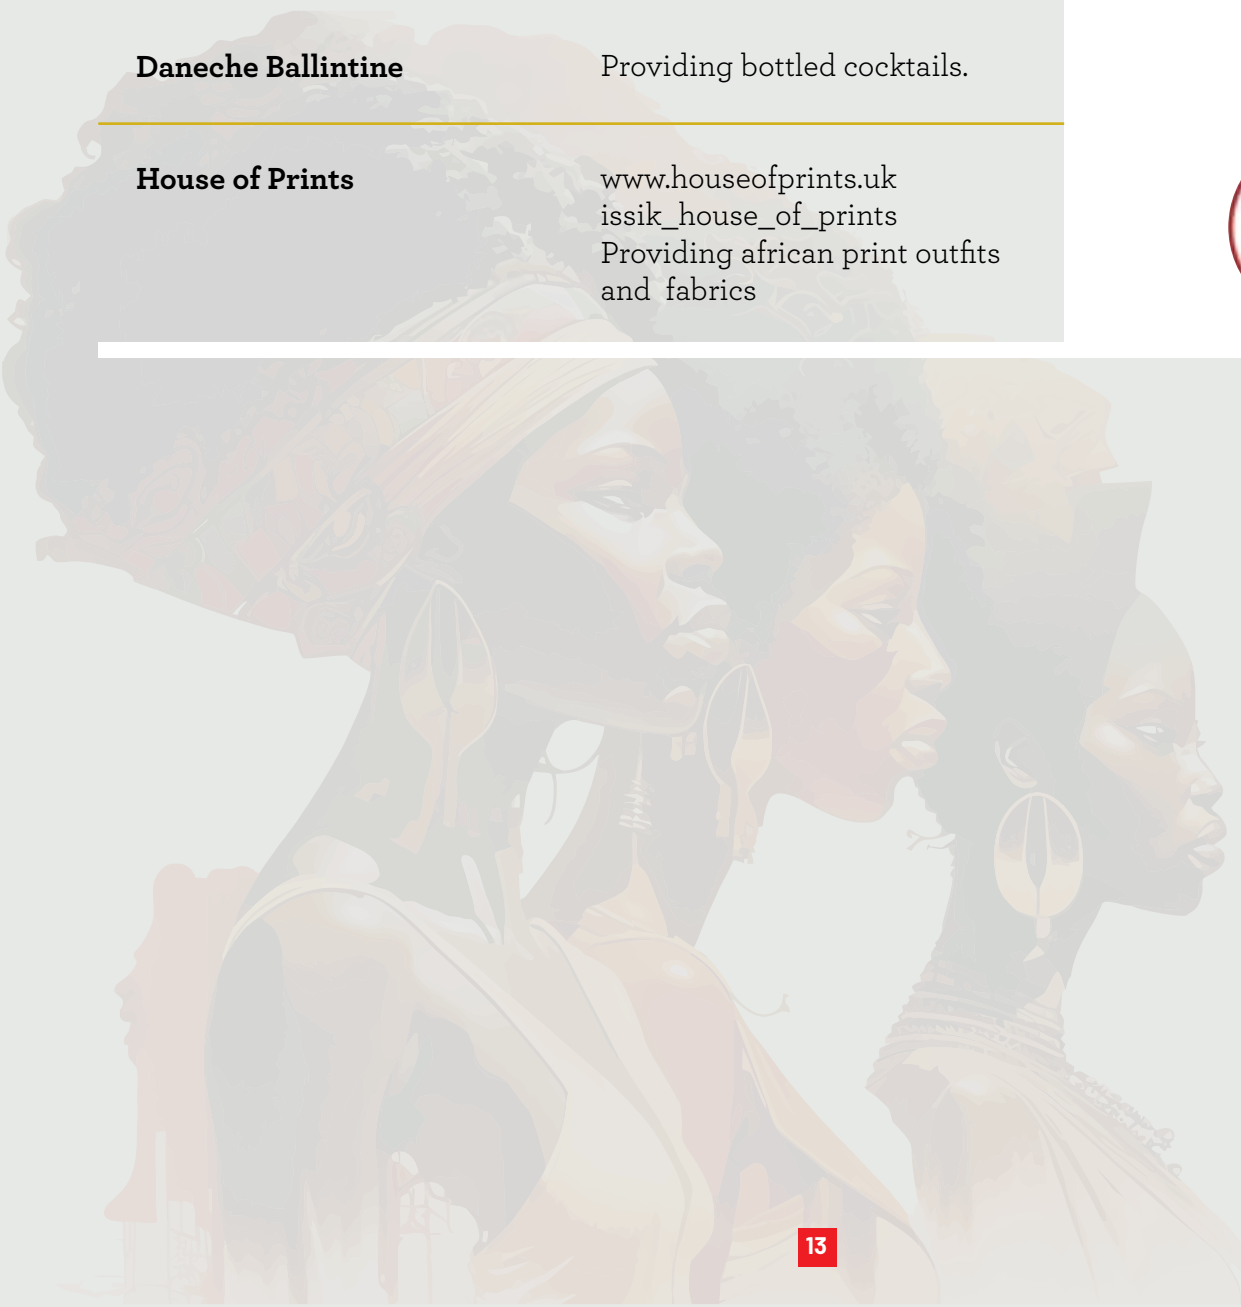 Daneche Ballintine
Providing bottled cocktails.
House of Prints
www.houseofprints.uk
issik_house_of_prints
Providing african print outfits
and fabrics
13